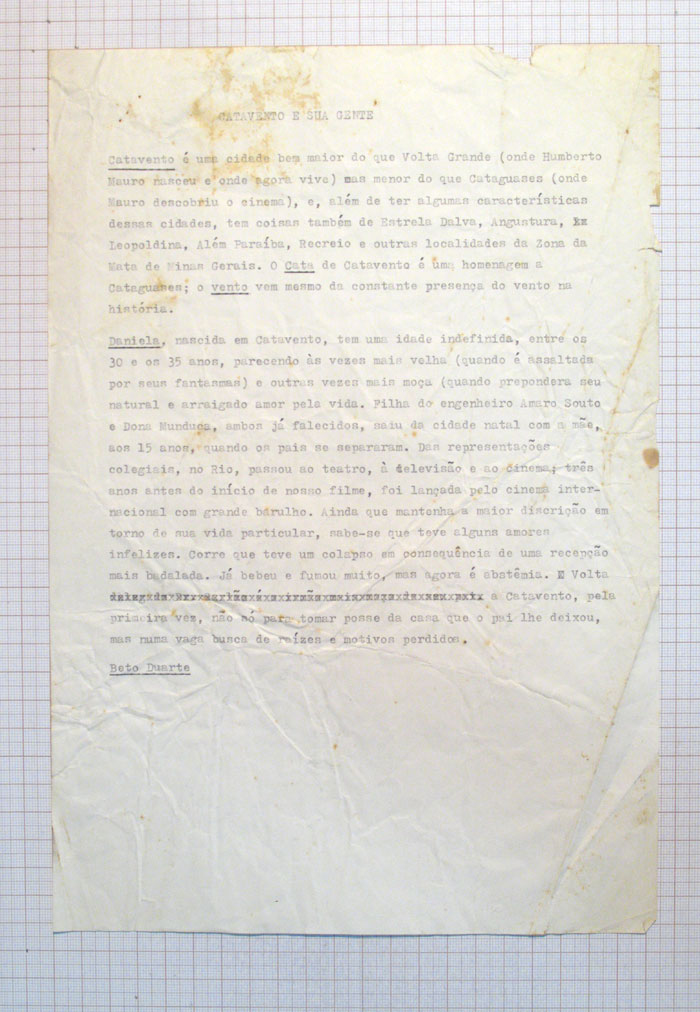 CATAVENTO E SUA GENTE
Catavento é uma cidade bem maior do que Volta Grande (onde Humberto
Mauro nasceu e onde agora vive) mas menor do que Cataguases (onde
Mauro descobriu o cinema), e, além de ter algumas características
dessas cidades, tem coisas também de Estrela Dalva, Angustura,
Leopoldina, Além Paraíba, Recreio e outras localidades da Zona da
Mata de Minas Gerais. O Cata de Catavento é uma homenagem a
Cataguases; o vento vem mesmo da constante presença do vento na
história.
Daniela, nascida em Catavento, tem uma idade indefinida, entre os
30 e os 35 anos, parecendo às vezes mais velha (quando é assaltada
por seus fantasmas) e outras vezes mais moça (quando prepondera seu
natural e arraigado amor pela vida. Filha do engenheiro Amaro Souto
e Dona Munduca, ambos já falecidos, saiu da cidade natal com a mãe,
aos 15 anos, quando os pais se separaram. Das representações
colegiais, no Rio, passou ao teatro, à televisão e ao cinema; três
anos antes do início de nosso filme, foi lançada pelo cinema inter-
nacional com grande barulho. Ainda que mantenha a maior discrição em
torno de sua vida particular, sabe-se que teve alguns amores
infelizes. Corre que teve um colapso em consequência de uma recepção
mais badalada. Já bebeu e fumou muito, mas agora é abstêmia. E Volta
a Catavento, pela
primeira vez, não só para tomar posse da casa que o pai lhe deixou,
mas numa vaga busca de raízes e motivos perdidos.
Beto Duarte